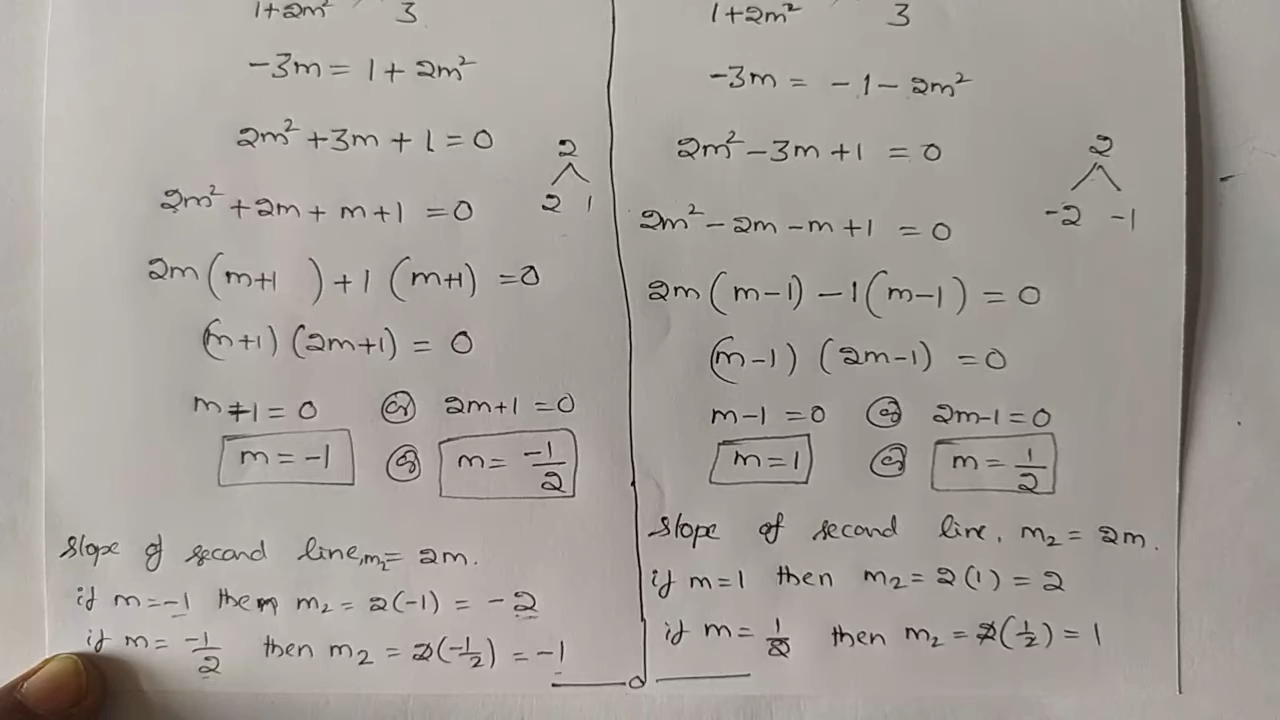 1+2m² 3
-3m = 1 + 2m²
2m² + 3m + 1 = 0
2
2 1
2m² + 2m + m + 1 = 0
2m (m+1 ) + 1 (m+1) = 0
(m+1) (2m+1) = 0
m+1 = 0 or 2m+1 = 0
m = -1 or m = -1/2
slope of second line, m₂ = 2m.
if m = -1 then m₂ = 2(-1) = -2
if m = -1/2 then m₂ = 2(-1/2) = -1
1+2m² 3
-3m = -1 - 2m²
2m² - 3m + 1 = 0
2
-2 -1
2m² - 2m - m + 1 = 0
2m (m-1) - 1 (m-1) = 0
(m-1) (2m-1) = 0
m-1 = 0 or 2m-1 = 0
m = 1 or m = 1/2
slope of second line, m₂ = 2m.
if m = 1 then m₂ = 2(1) = 2
if m = 1/2 then m₂ = 2(1/2) = 1